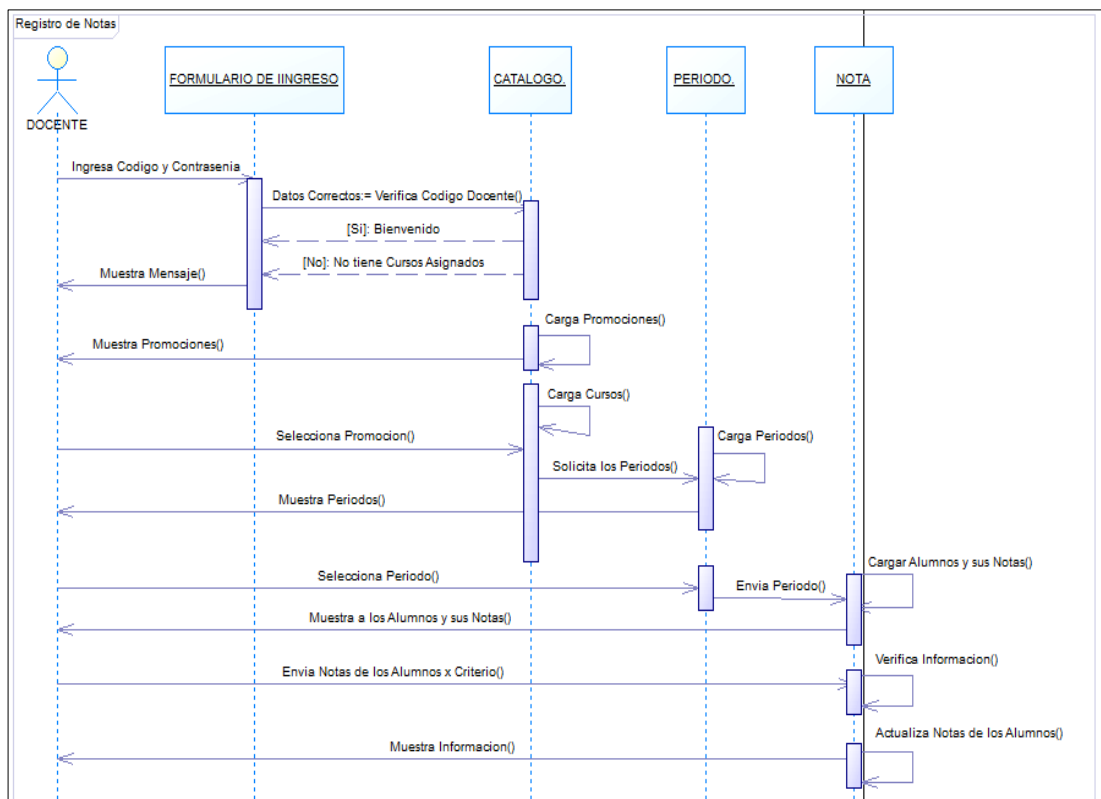 Registro de Notas
DOCENTE
FORMULARIO DE IINGRESO
CATALOGO.
PERIODO.
NOTA
Ingresa Codigo y Contrasenia
Datos Correctos:= Verifica Codigo Docente()
[Si]: Bienvenido
[No]: No tiene Cursos Asignados
Muestra Mensaje()
Carga Promociones()
Muestra Promociones()
Carga Cursos()
Selecciona Promocion()
Carga Periodos()
Solicita los Periodos()
Muestra Periodos()
Cargar Alumnos y sus Notas()
Selecciona Periodo()
Envia Periodo()
Muestra a los Alumnos y sus Notas()
Verifica Informacion()
Envia Notas de los Alumnos x Criterio()
Actualiza Notas de los Alumnos()
Muestra Informacion()